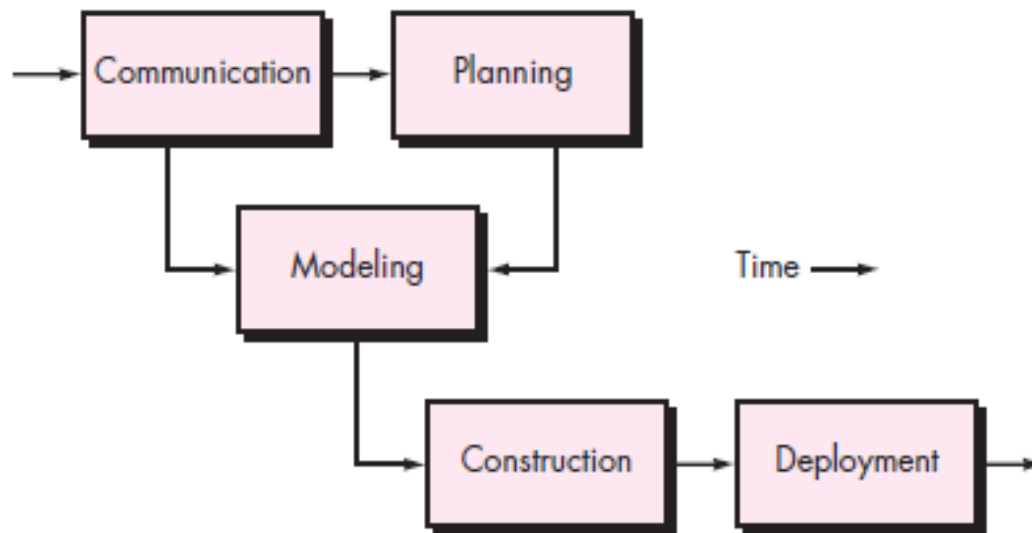 Communication
Planning
Modeling
Time
Construction
Deployment